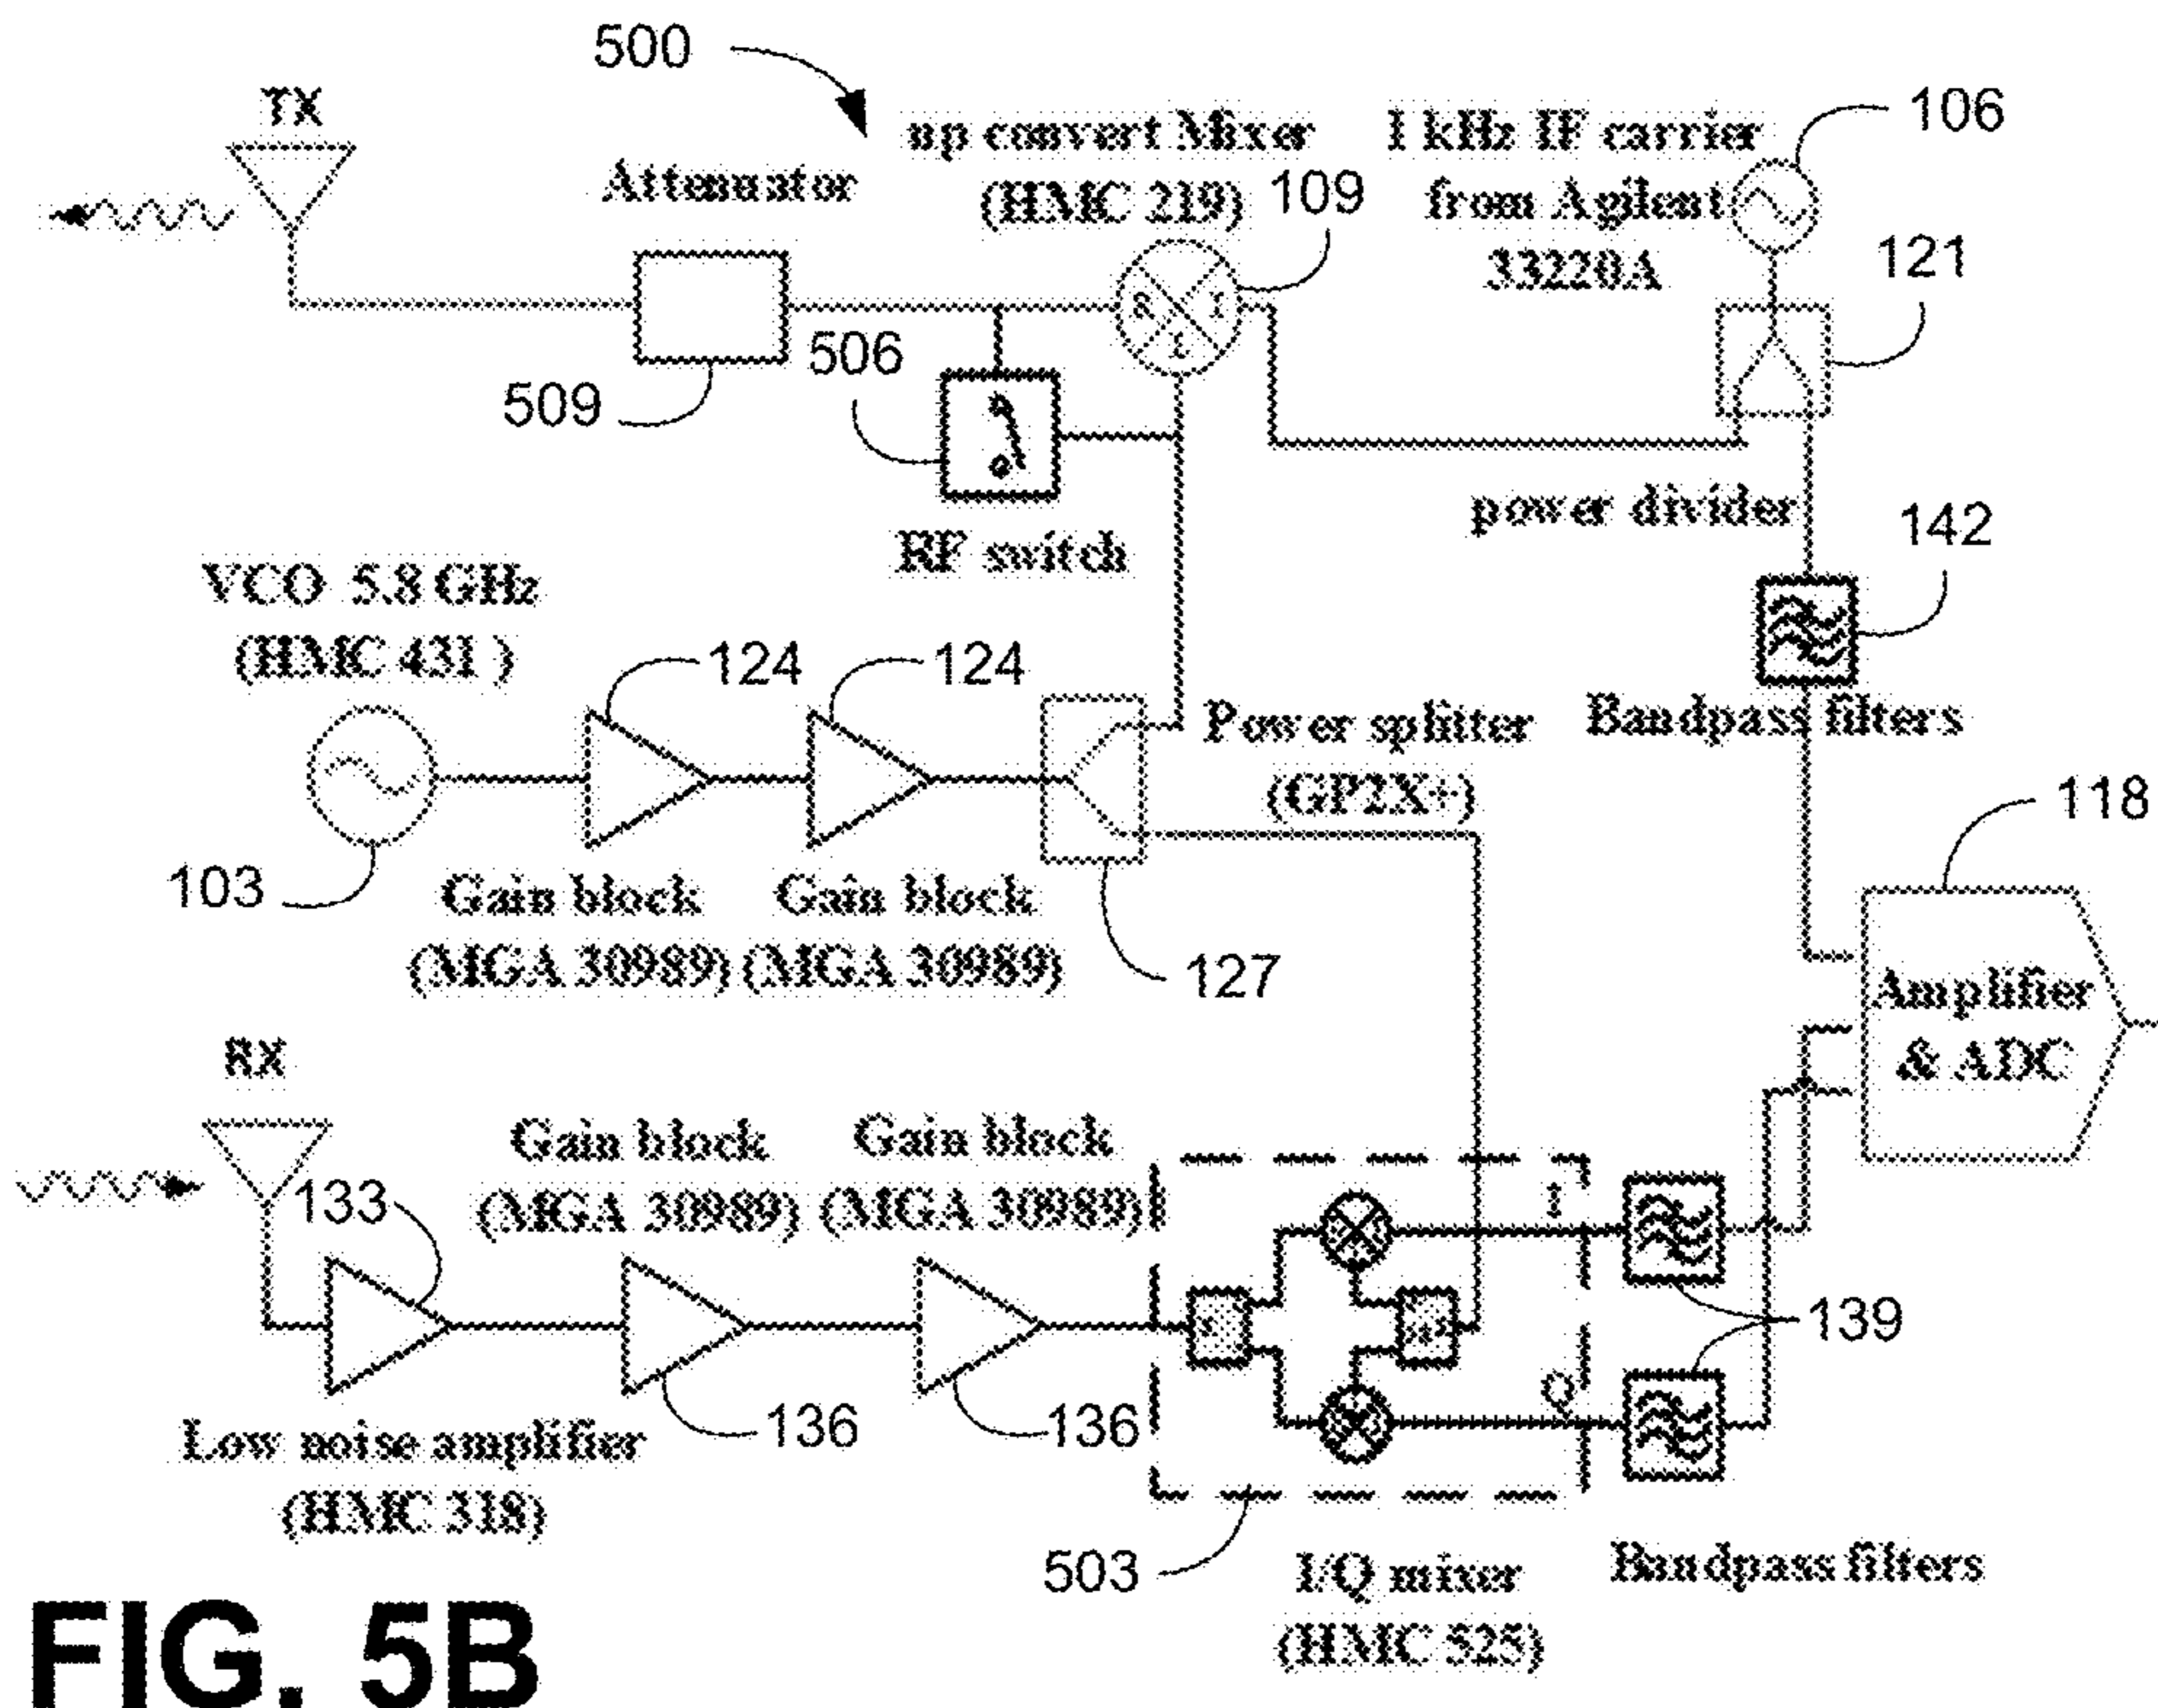 500
TX
Attenuator
up convert Mixer
(HMC 219)
109
1 kHz IF carrier
from Agilent
33220A
106
121
R
I
L
509
506
RF switch
power divider
142
Bandpass filters
VCO 5.8 GHz
(HMC 431 )
124
124
Power splitter
(GP2X+)
103
Gain block
(MGA 30989)
Gain block
(MGA 30989)
127
118
Amplifier
& ADC
RX
133
Gain block
(MGA 30989)
Gain block
(MGA 30989)
I
Q
139
136
136
Low noise amplifier
(HMC 318)
503
I/Q mixer
(HMC 525)
Bandpass filters
FIG. 5B